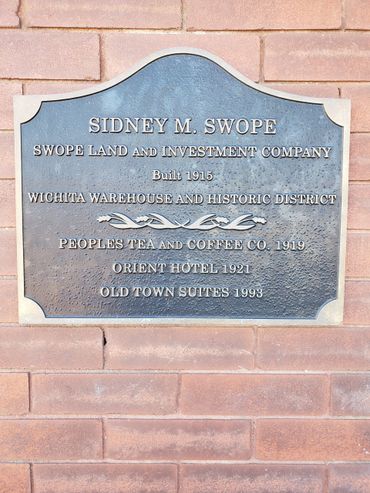 SIDNEY M. SWOPE
SWOPE LAND AND INVESTMENT COMPANY
Built 1915
WICHITA WAREHOUSE AND HISTORIC DISTRICT
PEOPLES TEA AND COFFEE CO. 1919
ORIENT HOTEL 1921
OLD TOWN SUITES 1993